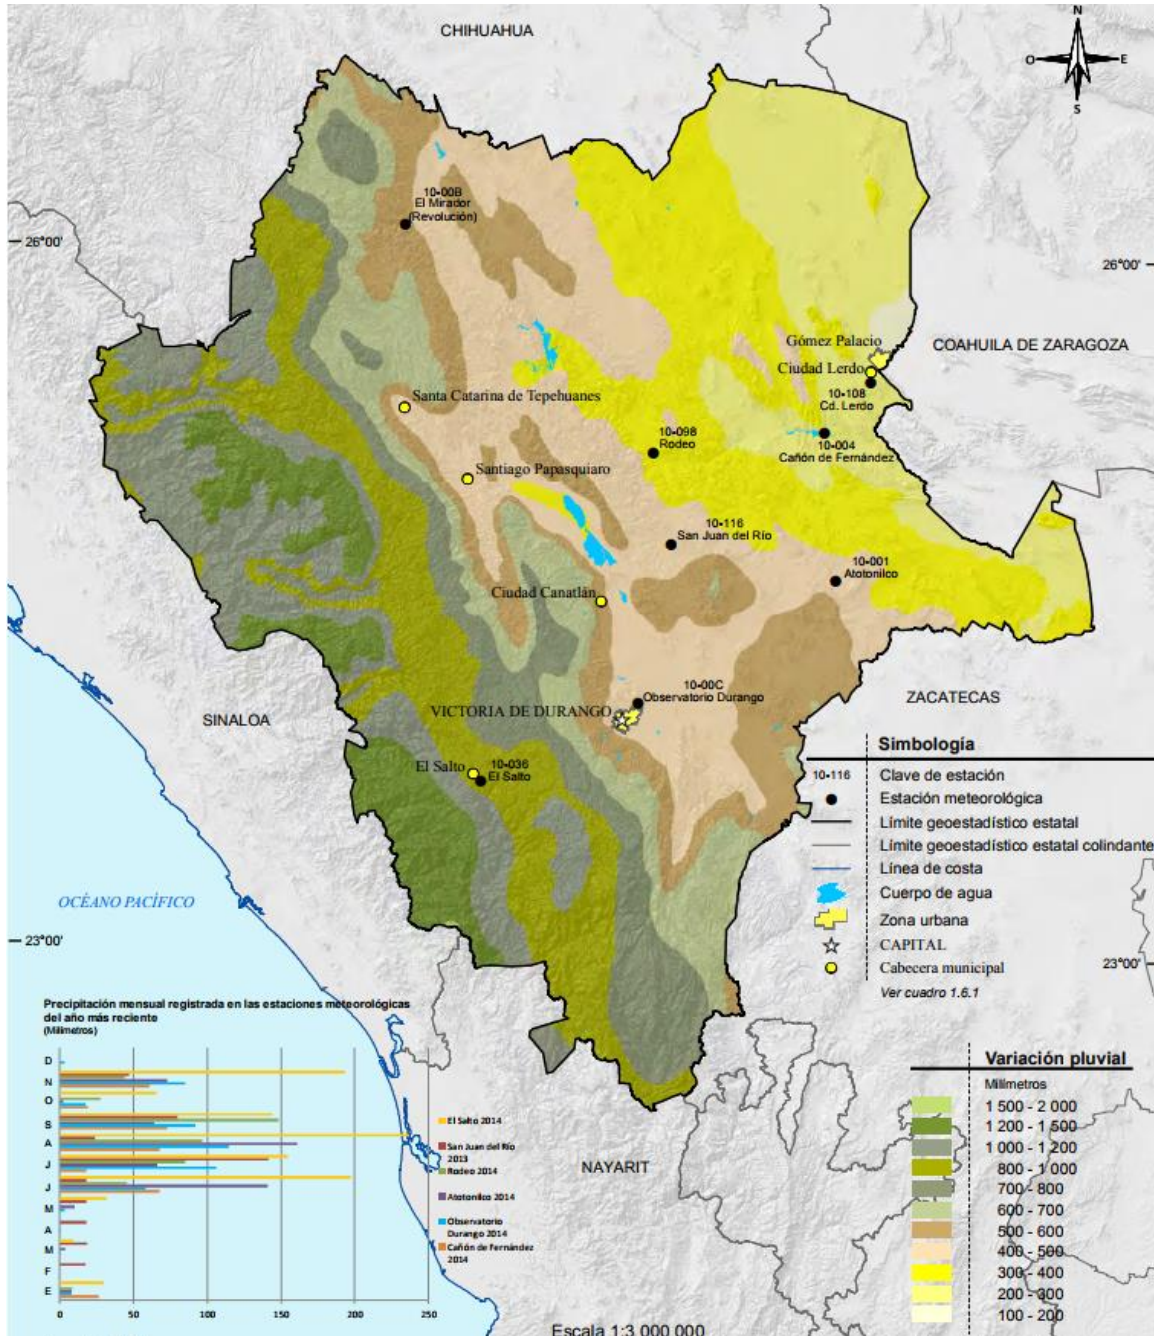 CHIHUAHUA
N
O
E
S
10-00B
El Mirador
(Revolución)
26°00'
26°00'
Gómez Palacio
COAHUILA DE ZARAGOZA
Ciudad Lerdo
10-108
Cd. Lerdo
Santa Catarina de Tepehuanes
10-098
Rodeo
10-004
Cañón de Fernández
Santiago Papasquiaro
10-116
San Juan del Río
10-001
Atotonilco
Ciudad Canatlán
10-00C
Observatorio Durango
ZACATECAS
SINALOA
VICTORIA DE DURANGO
El Salto
10-036
El Salto
Simbología
10-116 Clave de estación
Estación meteorológica
Límite geoestadístico estatal
Límite geoestadístico estatal colindante
Línea de costa
Cuerpo de agua
Zona urbana
CAPITAL
Cabecera municipal
Ver cuadro 1.6.1
OCÉANO PACÍFICO
23°00'
23°00'
Precipitación mensual registrada en las estaciones meteorológicas
del año más reciente
(Milímetros)
D
N
O
S
A
J
J
M
A
M
F
E
0 50 100 150 200 250
El Salto 2014
San Juan del Río
2013
Rodeo 2014
Atotonilco 2014
Observatorio
Durango 2014
Cañón de Fernández
2014
NAYARIT
Variación pluvial
Milímetros
1 500 - 2 000
1 200 - 1 500
1 000 - 1 200
800 - 1 000
700 - 800
600 - 700
500 - 600
400 - 500
300 - 400
200 - 300
100 - 200
Escala 1:3 000 000